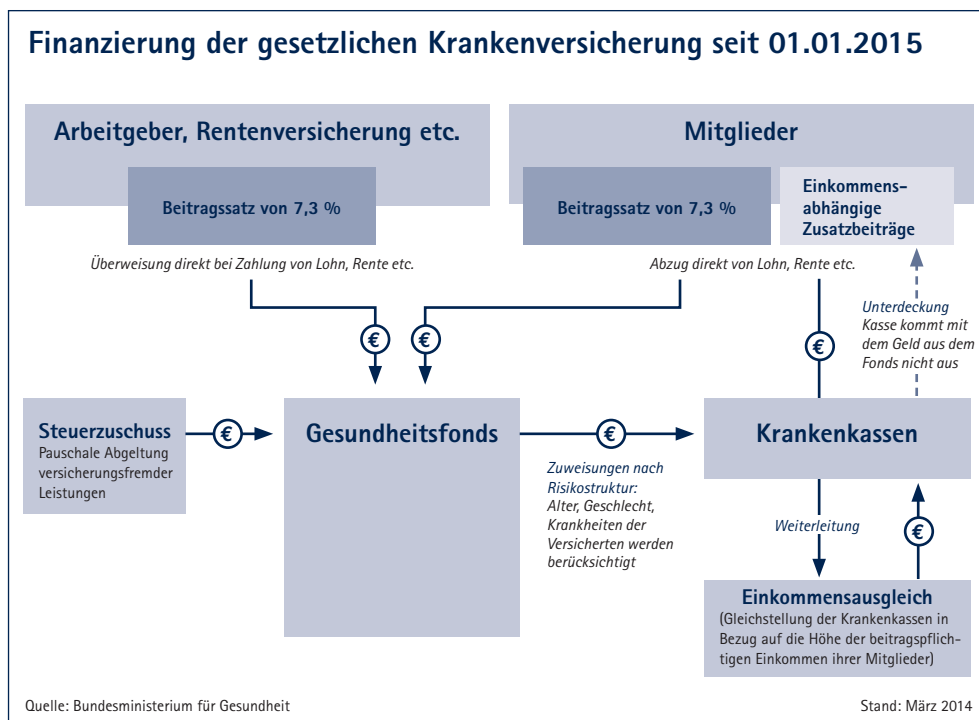 Finanzierung der gesetzlichen Krankenversicherung seit 01.01.2015
Arbeitgeber, Rentenversicherung etc.
Beitragssatz von 7,3 %
Überweisung direkt bei Zahlung von Lohn, Rente etc.
Mitglieder
Beitragssatz von 7,3 %
Einkommens-
abhängige
Zusatzbeiträge
Abzug direkt von Lohn, Rente etc.
€
€
€
Unterdeckung
Kasse kommt mit
dem Geld aus dem
Fonds nicht aus
Steuerzuschuss
Pauschale Abgeltung
versicherungsfremder
Leistungen
€
Gesundheitsfonds
€
Zuweisungen nach
Risikostruktur:
Alter, Geschlecht,
Krankheiten der
Versicherten werden
berücksichtigt
Krankenkassen
Weiterleitung
€
Einkommensausgleich
(Gleichstellung der Krankenkassen in
Bezug auf die Höhe der beitragspflich-
tigen Einkommen ihrer Mitglieder)
Quelle: Bundesministerium für Gesundheit
Stand: März 2014